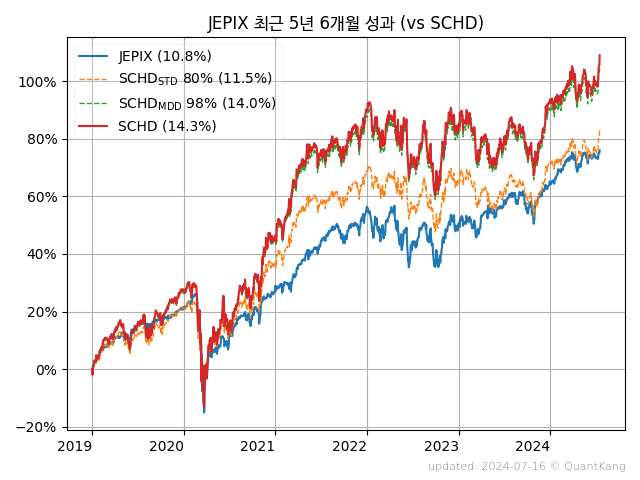 JEPIX 최근 5년 6개월 성과 (vs SCHD)
JEPIX (10.8%)
SCHD_STD 80% (11.5%)
SCHD_MDD 98% (14.0%)
SCHD (14.3%)
100%
80%
60%
40%
20%
0%
−20%
2019
2020
2021
2022
2023
2024
updated: 2024-07-16 © QuantKang